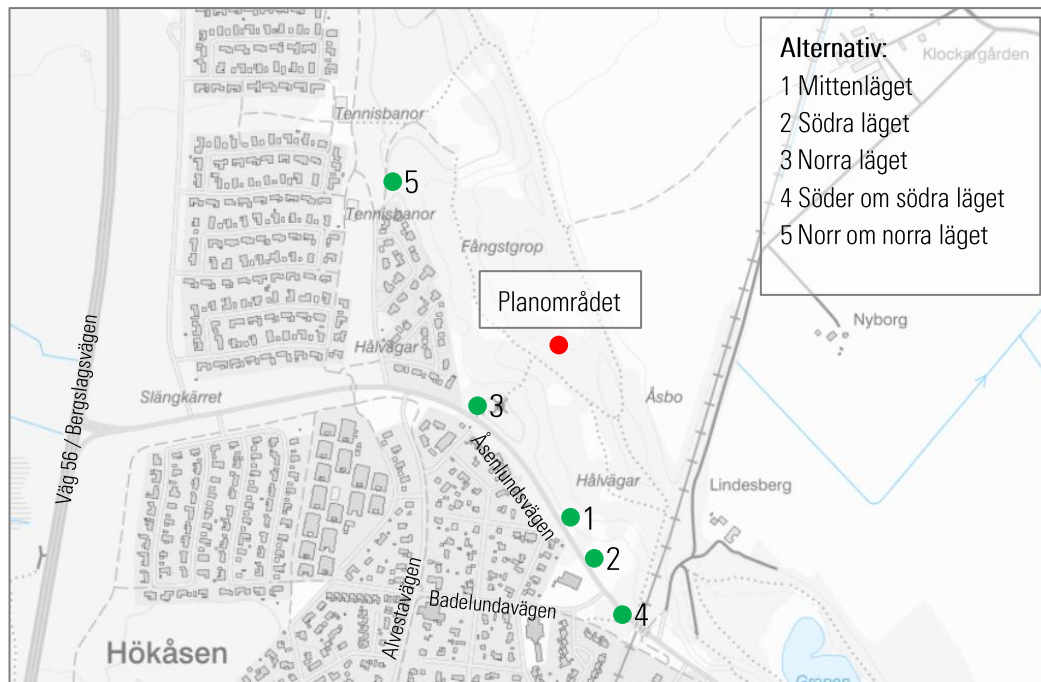 Alternativ:
1 Mittenläget
2 Södra läget
3 Norra läget
4 Söder om södra läget
5 Norr om norra läget
Klockargården
Tennisbanor
5
Tennisbanor
Fångstgrop
Planområdet
Nyborg
Hålvägar
Slängkärret
Åsbo
3
Väg 56 / Bergslagsvägen
Åsenlundsvägen
Hålvägar
Lindesberg
1
2
Alvestavägen
Badelundavägen
4
Hökåsen
Gropen